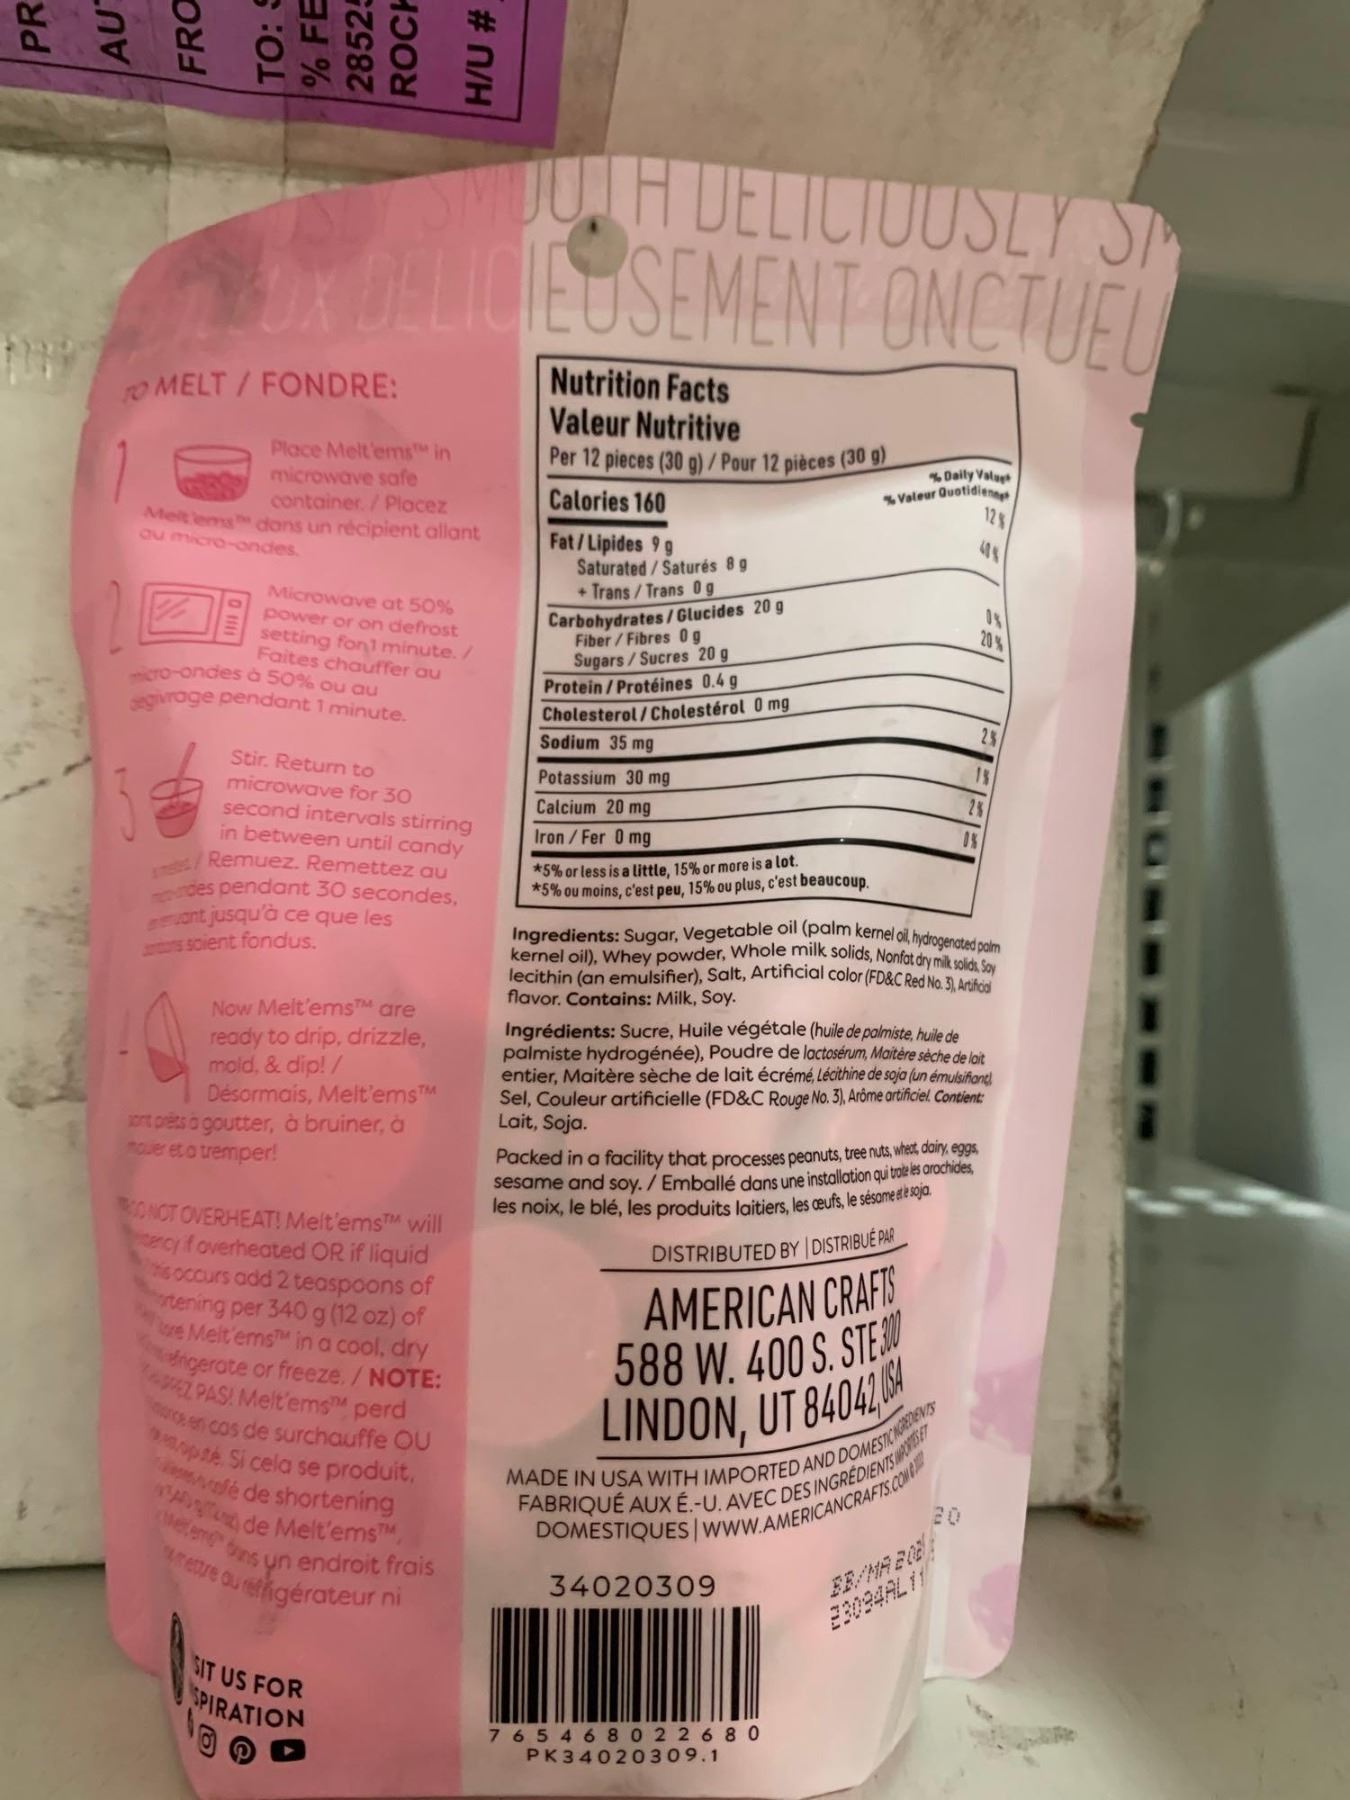 PR
AU
FRO
TO:
% FE
2852
ROCK
H/U #
SMOOTH DELICIOUSLY
DELICIEUSEMENT ONCTUEU
TO MELT / FONDRE:
1
Place Melt'ems™ in
microwave safe
container. / Placez
Melt'ems™ dans un récipient allant
au micro-ondes.
2
Microwave at 50%
power or on defrost
setting for 1 minute. /
Faites chauffer au
micro-ondes à 50% ou au
degivrage pendant 1 minute.
3
Stir. Return to
microwave for 30
second intervals stirring
in between until candy
/ Remuez. Remettez au
pendant 30 secondes,
jusqu'à ce que les
soient fondus.
Now Melt'ems™ are
ready to drip, drizzle,
mold, & dip! /
Désormais, Melt'ems™
sont prêts à goutter, à bruiner, à
mouler et a tremper!
DO NOT OVERHEAT! Melt'ems™ will
if overheated OR if liquid
occurs add 2 teaspoons of
per 340 g (12 oz) of
Melt'ems™ in a cool, dry
or freeze. / NOTE:
PAS! Melt'ems™ perd
en cas de surchauffe OU
Si cela se produit,
de shortening
de Melt'ems™,
dans un endroit frais
au réfrigérateur ni
SIT US FOR
SPIRATION
Nutrition Facts
Valeur Nutritive
Per 12 pieces (30 g) / Pour 12 pièces (30 g)
% Daily Value*
% Valeur Quotidienne*
Calories 160
Fat / Lipides 9 g 12 %
Saturated / Saturés 8 g 40 %
+ Trans / Trans 0 g
Carbohydrates / Glucides 20 g
Fiber / Fibres 0 g 0 %
Sugars / Sucres 20 g 20 %
Protein / Protéines 0.4 g
Cholesterol / Cholestérol 0 mg
Sodium 35 mg 2 %
Potassium 30 mg 1 %
Calcium 20 mg 2 %
Iron / Fer 0 mg 0 %
*5% or less is a little, 15% or more is a lot.
*5% ou moins, c'est peu, 15% ou plus, c'est beaucoup.
Ingredients: Sugar, Vegetable oil (palm kernel oil, hydrogenated palm
kernel oil), Whey powder, Whole milk solids, Nonfat dry milk solids, Soy
lecithin (an emulsifier), Salt, Artificial color (FD&C Red No. 3), Artificial
flavor. Contains: Milk, Soy.
Ingrédients: Sucre, Huile végétale (huile de palmiste, huile de
palmiste hydrogénée), Poudre de lactosérum, Maitère sèche de lait
entier, Maitère sèche de lait écrémé, Lécithine de soja (un émulsifiant),
Sel, Couleur artificielle (FD&C Rouge No. 3), Arôme artificiel. Contient:
Lait, Soja.
Packed in a facility that processes peanuts, tree nuts, wheat, dairy, eggs,
sesame and soy. / Emballé dans une installation qui traite les arachides,
les noix, le blé, les produits laitiers, les œufs, le sésame et le soja.
DISTRIBUTED BY | DISTRIBUÉ PAR
AMERICAN CRAFTS
588 W. 400 S. STE 300
LINDON, UT 84042, USA
MADE IN USA WITH IMPORTED AND DOMESTIC INGREDIENTS
FABRIQUÉ AUX É.-U. AVEC DES INGRÉDIENTS IMPORTÉS ET
DOMESTIQUES | WWW.AMERICANCRAFTS.COM
34020309
BB/MA 202
20
23094AL11
7 65468 02268 0
PK34020309.1